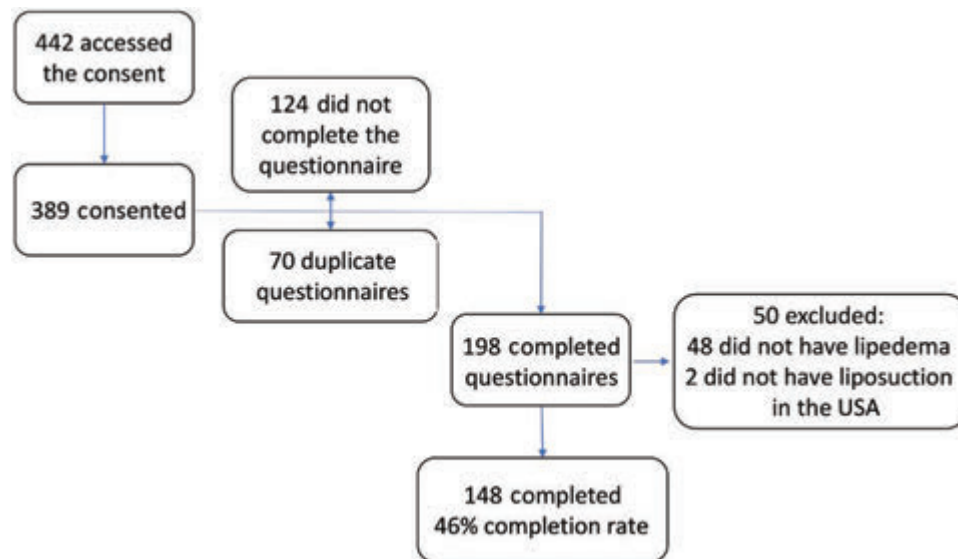 442 accessed
the consent
124 did not
complete the
questionnaire
389 consented
70 duplicate
questionnaires
198 completed
questionnaires
50 excluded:
48 did not have lipedema
2 did not have liposuction
in the USA
148 completed
46% completion rate